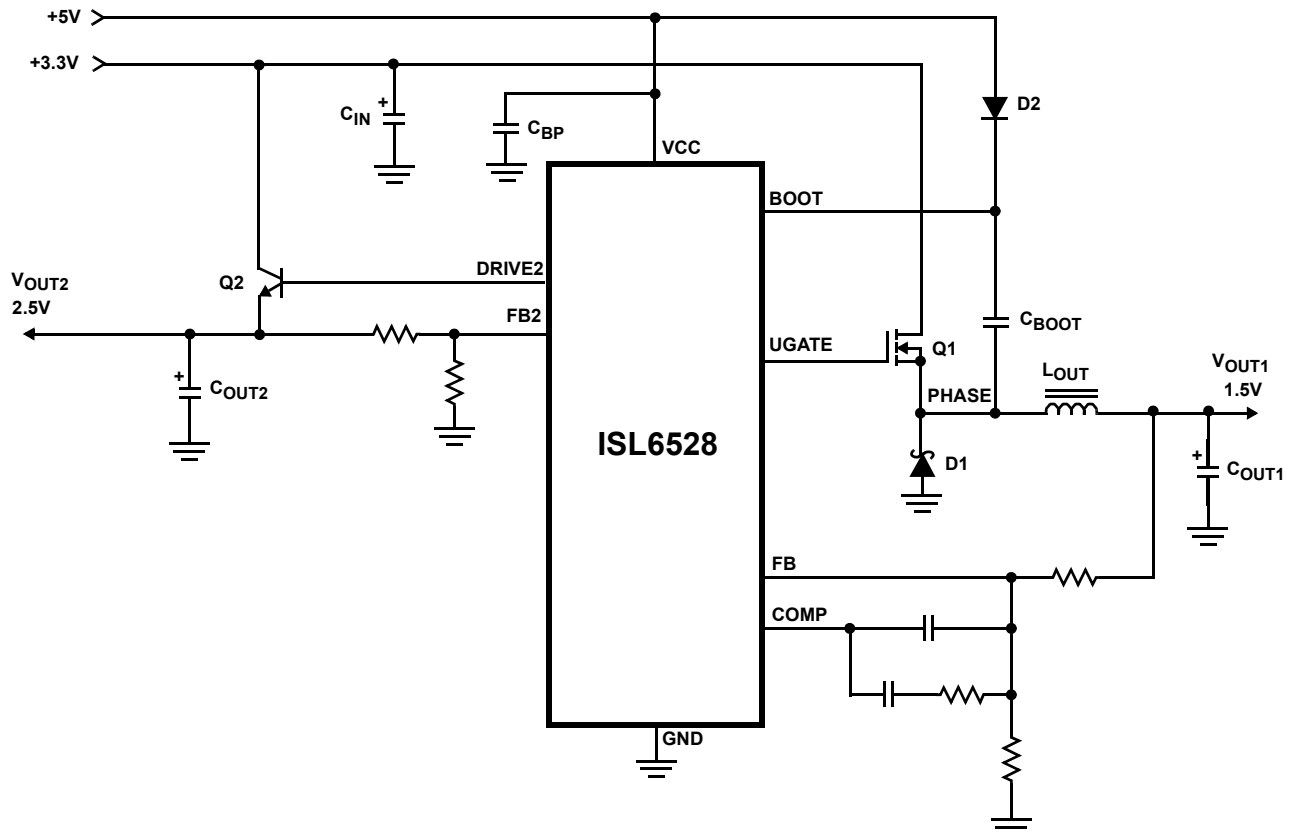 +5V
+3.3V
D2
CIN
+
CBP
VCC
BOOT
DRIVE2
Q2
VOUT2
2.5V
FB2
CBOOT
UGATE
Q1
LOUT
VOUT1
1.5V
PHASE
+
COUT2
ISL6528
D1
+
COUT1
FB
COMP
GND